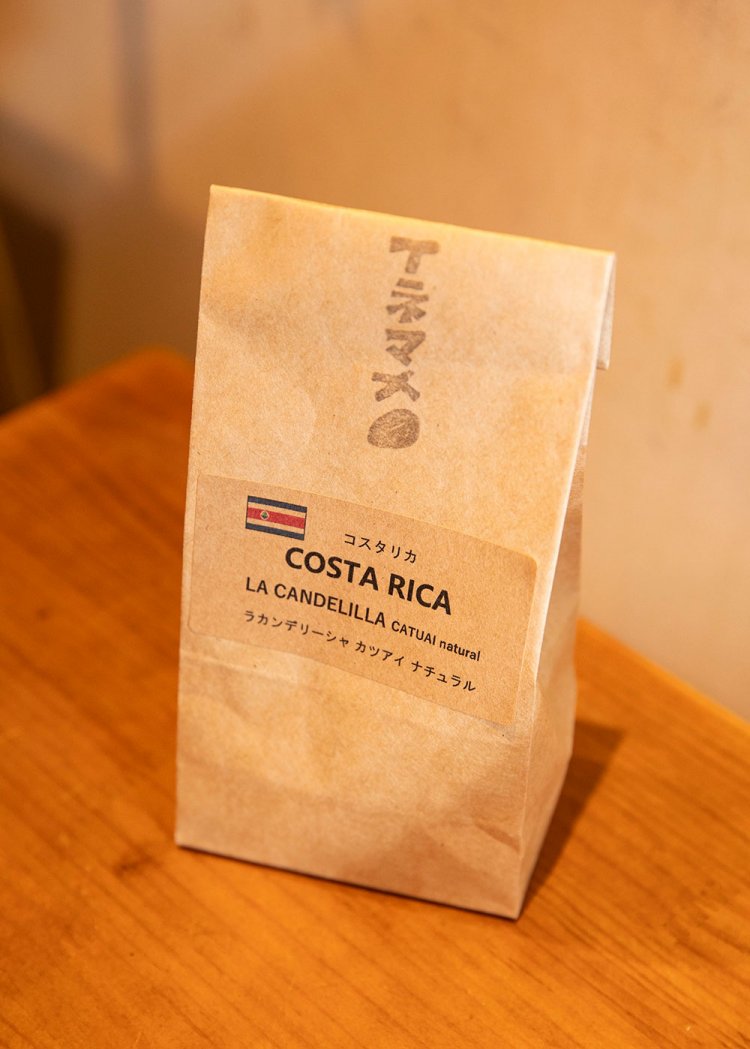 アネマメ
コスタリカ
COSTA RICA
LA CANDELILLA CATUAI natural
ラカンデリーシャ カツアイ ナチュラル